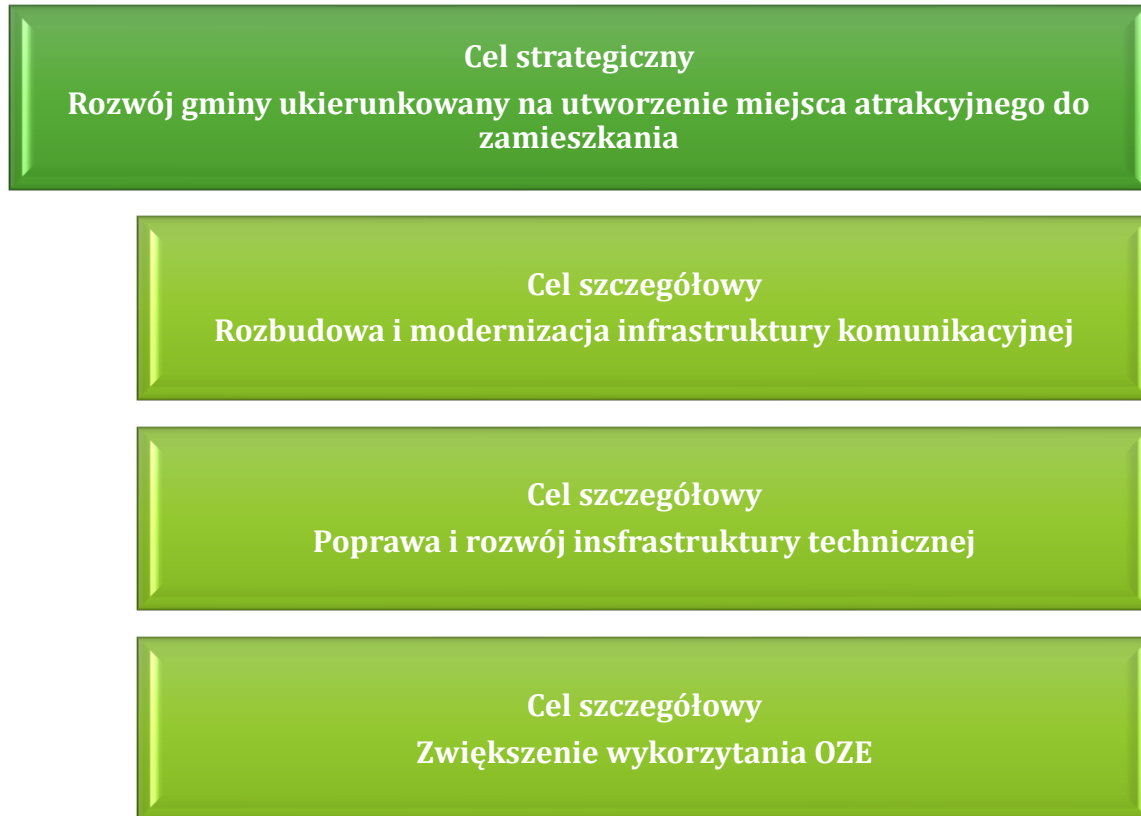 Cel strategiczny
Rozwój gminy ukierunkowany na utworzenie miejsca atrakcyjnego do
zamieszkania
Cel szczegółowy
Rozbudowa i modernizacja infrastruktury komunikacyjnej
Cel szczegółowy
Poprawa i rozwój insfrastruktury technicznej
Cel szczegółowy
Zwiększenie wykorzytania OZE